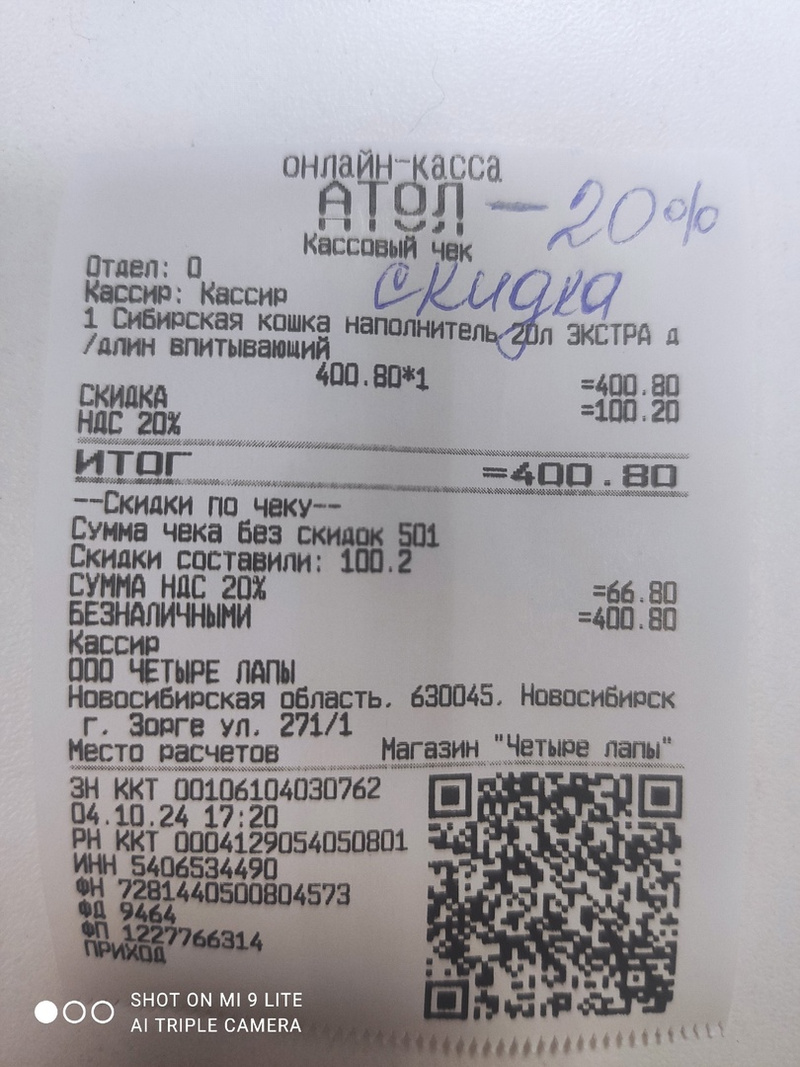 ОНЛАЙН-КАССА
АТОЛ – 20%
Кассовый чек
скидка
Отдел: 0
Кассир: Кассир
1 Сибирская кошка наполнитель 20л ЭКСТРА д
/длин впитывающий
400.80*1 =400.80
СКИДКА =100.20
НДС 20%
ИТОГ =400.80
--Скидки по чеку--
Сумма чека без скидок 501
Скидки составили: 100.2
СУММА НДС 20% =66.80
БЕЗНАЛИЧНЫМИ =400.80
Кассир
ООО ЧЕТЫРЕ ЛАПЫ
Новосибирская область, 630045, Новосибирск
г. Зорге ул. 271/1
Место расчетов Магазин "Четыре лапы"
ЗН ККТ 00106104030762
04.10.24 17:20
РН ККТ 0004129054050801
ИНН 5406534490
ФН 7281440500804573
ФД 9464
ФП 1227766314
ПРИХОД
SHOT ON MI 9 LITE
AI TRIPLE CAMERA